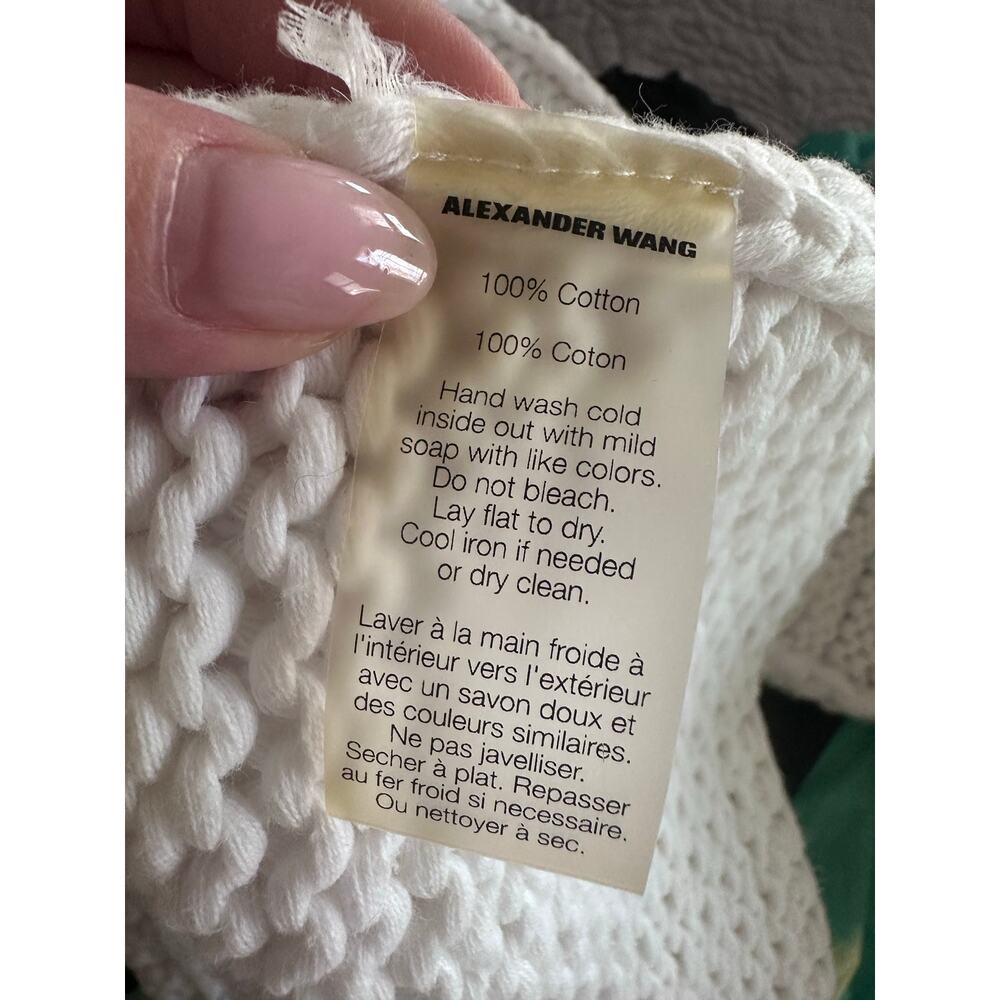 ALEXANDER WANG
100% Cotton
100% Coton
Hand wash cold
inside out with mild
soap with like colors.
Do not bleach.
Lay flat to dry.
Cool iron if needed
or dry clean.
Laver à la main froide à
l'intérieur vers l'extérieur
avec un savon doux et
des couleurs similaires.
Ne pas javelliser.
Secher à plat. Repasser
au fer froid si necessaire.
Ou nettoyer à sec.